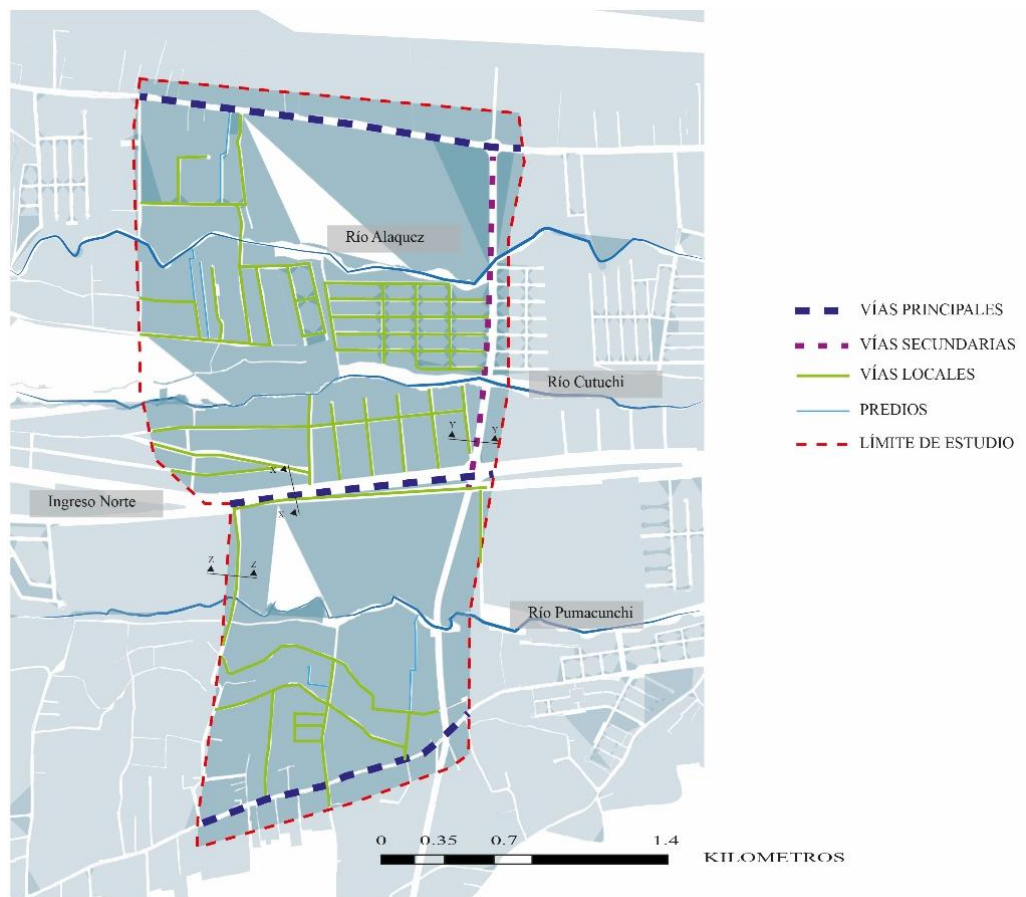 Río Alaquez
VÍAS PRINCIPALES
VÍAS SECUNDARIAS
Río Cutuchi
VÍAS LOCALES
PREDIOS
Y Y
LÍMITE DE ESTUDIO
X
Ingreso Norte
X
Z Z
Río Pumacunchi
0 0.35 0.7 1.4
KILOMETROS